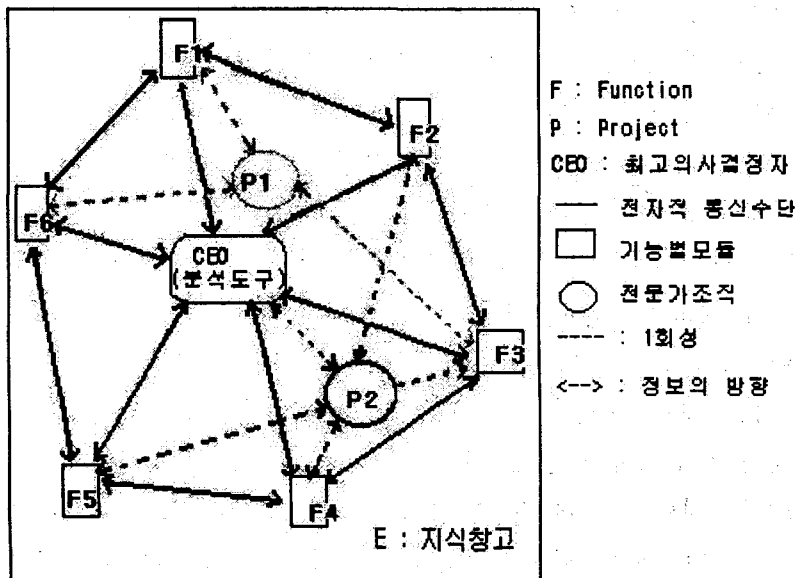 F1
F2
P1
F6
CEO
(분석도구)
F3
P2
F5
F4
E : 지식창고
F : Function
P : Project
CEO : 최고의사결정자
전자적 통신수단
기능별모듈
전문가조직
---- : 1회성
<--> : 정보의 방향